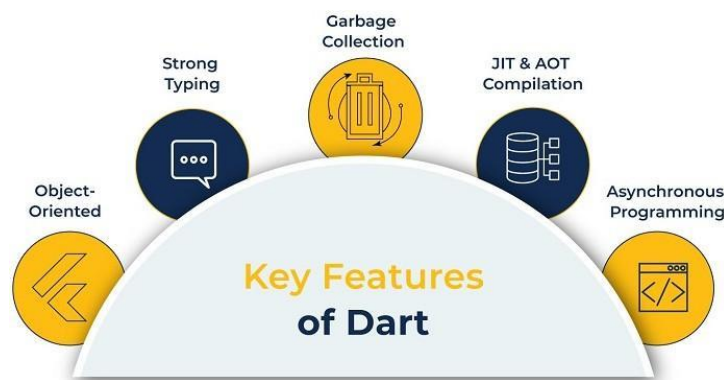 Garbage
Collection
Strong
Typing
JIT & AOT
Compilation
Object-
Oriented
Asynchronous
Programming
Key Features
of Dart